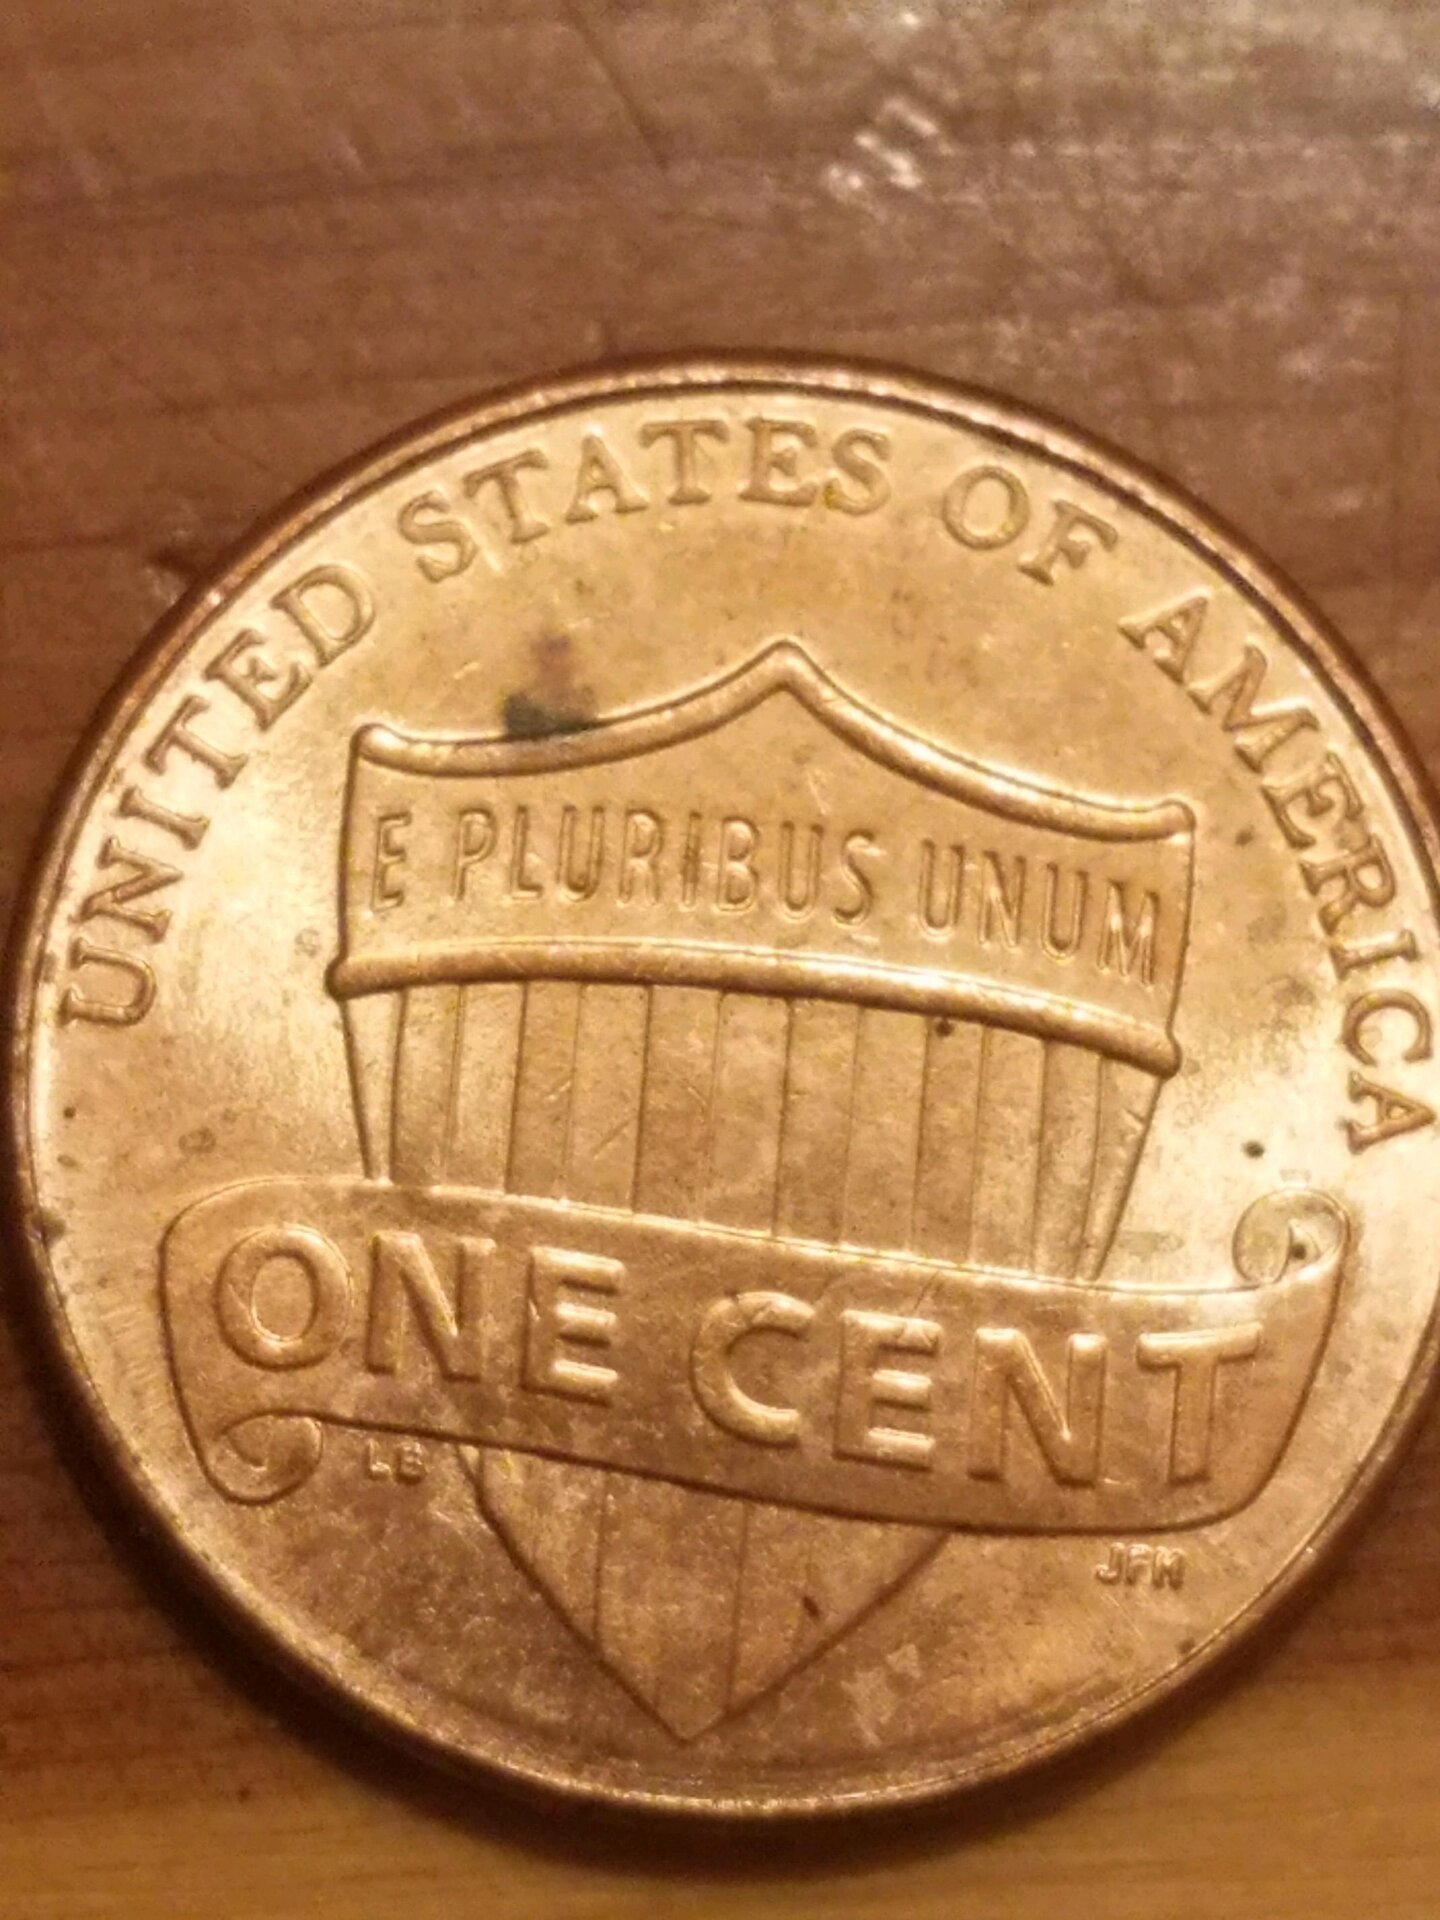 UNITED STATES OF AMERICA
E PLURIBUS UNUM
ONE CENT
LB
JFM